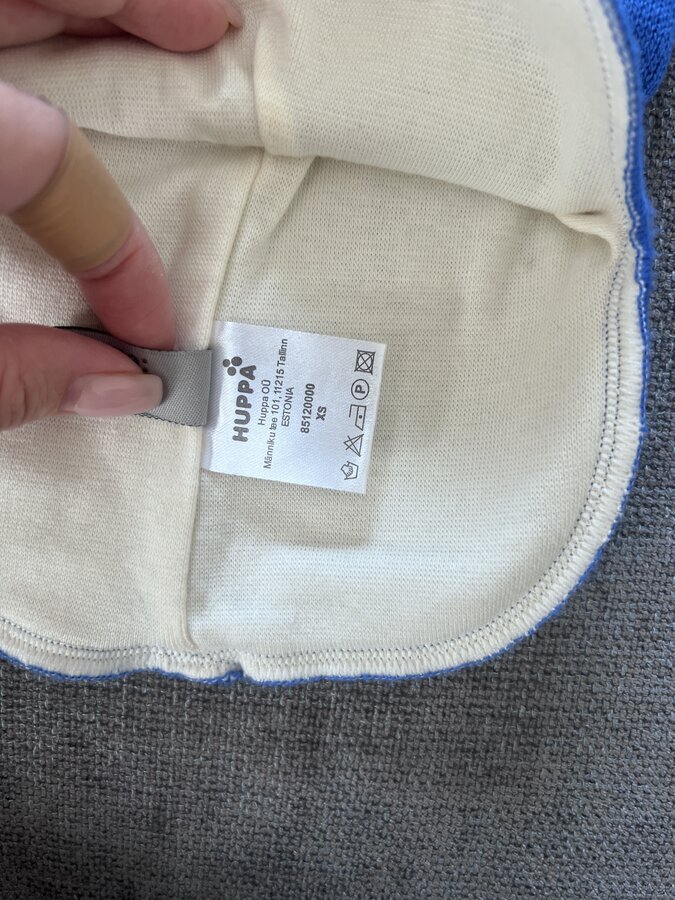 HUPPA
Huppa OÜ
Männiku tee 101, 11215 Tallinn
ESTONIA
85120000
XS
P